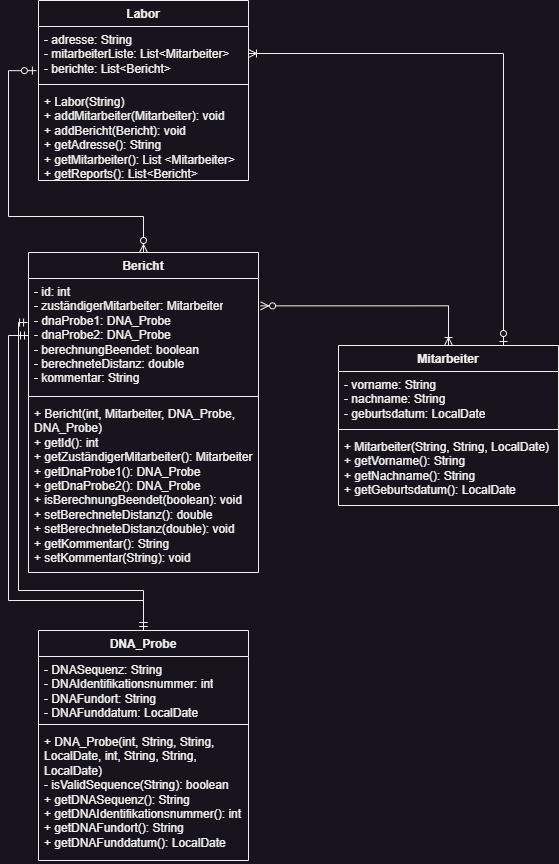 Labor
- adresse: String
- mitarbeiterListe: List<Mitarbeiter>
- berichte: List<Bericht>
+ Labor(String)
+ addMitarbeiter(Mitarbeiter): void
+ addBericht(Bericht): void
+ getAdresse(): String
+ getMitarbeiter(): List <Mitarbeiter>
+ getReports(): List<Bericht>
Bericht
- id: int
- zuständigerMitarbeiter: Mitarbeiter
- dnaProbe1: DNA_Probe
- dnaProbe2: DNA_Probe
- berechnungBeendet: boolean
- berechneteDistanz: double
- kommentar: String
+ Bericht(int, Mitarbeiter, DNA_Probe,
DNA_Probe)
+ getId(): int
+ getZuständigerMitarbeiter(): Mitarbeiter
+ getDnaProbe1(): DNA_Probe
+ getDnaProbe2(): DNA_Probe
+ isBerechnungBeendet(boolean): void
+ setBerechneteDistanz(): double
+ setBerechneteDistanz(double): void
+ getKommentar(): String
+ setKommentar(String): void
Mitarbeiter
- vorname: String
- nachname: String
- geburtsdatum: LocalDate
+ Mitarbeiter(String, String, LocalDate)
+ getVorname(): String
+ getNachname(): String
+ getGeburtsdatum(): LocalDate
DNA_Probe
- DNASequenz: String
- DNAIdentifikationsnummer: int
- DNAFundort: String
- DNAFunddatum: LocalDate
+ DNA_Probe(int, String, String,
LocalDate, int, String, String,
LocalDate)
- isValidSequence(String): boolean
+ getDNASequenz(): String
+ getDNAIdentifikationsnummer(): int
+ getDNAFundort(): String
+ getDNAFunddatum(): LocalDate